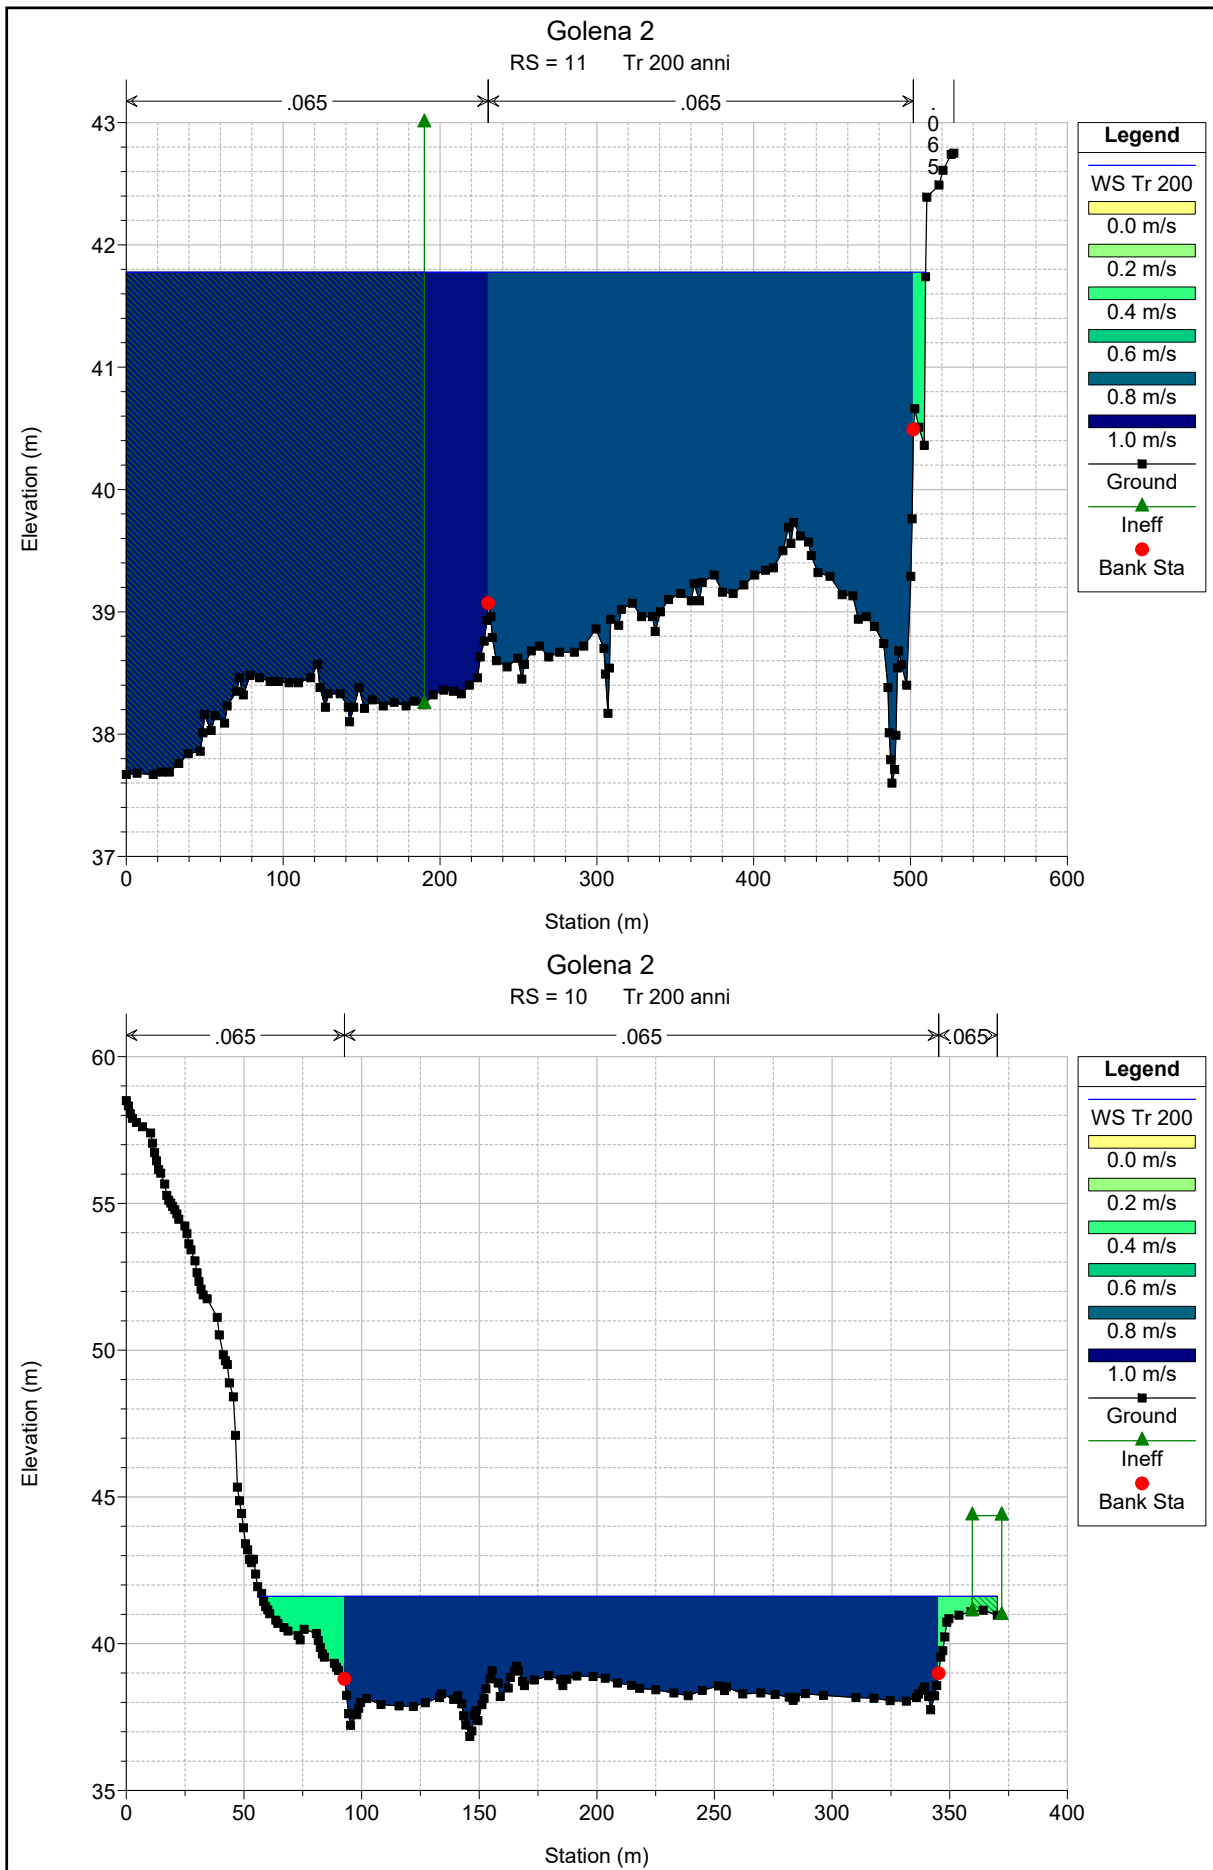 Golena 2
RS = 11 Tr 200 anni
.065 .065 .065
43
42
41
40
39
38
37
Elevation (m)
0 100 200 300 400 500 600
Station (m)
Legend
WS Tr 200
0.0 m/s
0.2 m/s
0.4 m/s
0.6 m/s
0.8 m/s
1.0 m/s
Ground
Ineff
Bank Sta
Golena 2
RS = 10 Tr 200 anni
.065 .065 .065
60
55
50
45
40
35
Elevation (m)
0 50 100 150 200 250 300 350 400
Station (m)
Legend
WS Tr 200
0.0 m/s
0.2 m/s
0.4 m/s
0.6 m/s
0.8 m/s
1.0 m/s
Ground
Ineff
Bank Sta